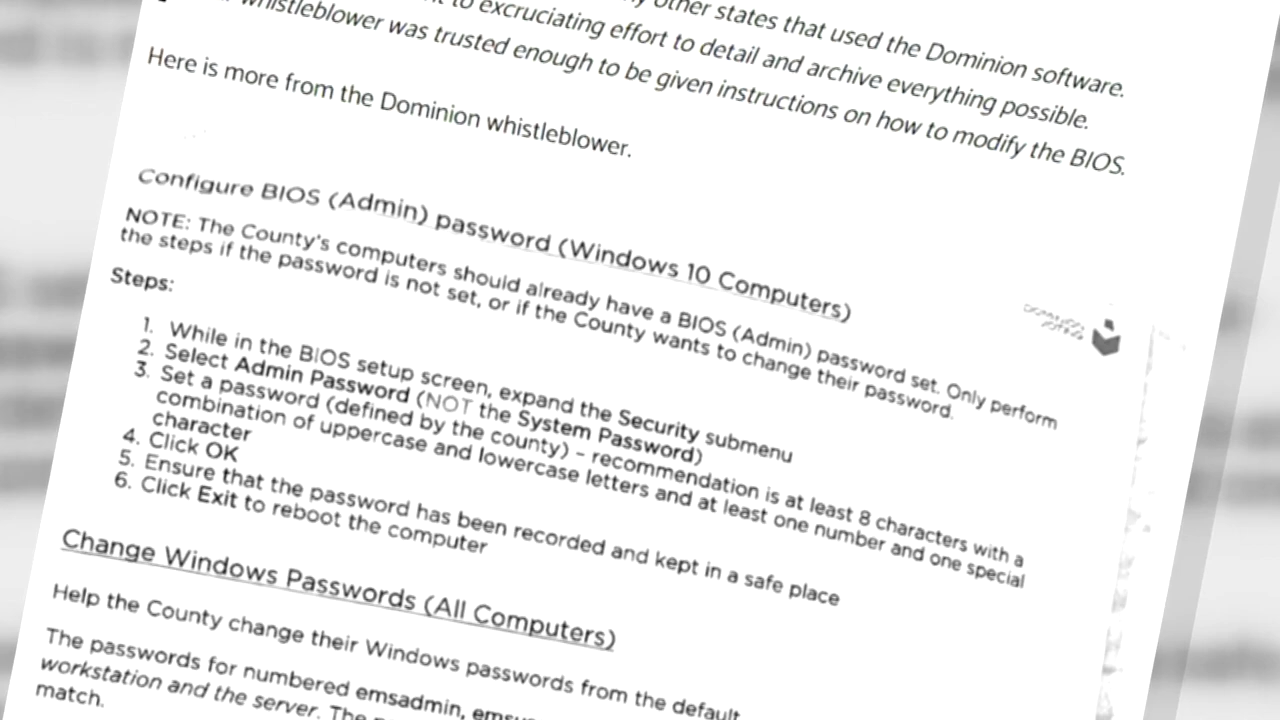 other states that used the Dominion software.
to excruciating effort to detail and archive everything possible.
whistleblower was trusted enough to be given instructions on how to modify the BIOS.
Here is more from the Dominion whistleblower.
Configure BIOS (Admin) password (Windows 10 Computers)
NOTE: The County's computers should already have a BIOS (Admin) password set. Only perform
the steps if the password is not set, or if the County wants to change their password.
Steps:
1. While in the BIOS setup screen, expand the Security submenu
2. Select Admin Password (NOT the System Password)
3. Set a password (defined by the county) – recommendation is at least 8 characters with a
combination of uppercase and lowercase letters and at least one number and one special
character
4. Click OK
5. Ensure that the password has been recorded and kept in a safe place
6. Click Exit to reboot the computer
Change Windows Passwords (All Computers)
Help the County change their Windows passwords from the default
The passwords for numbered emsadmin,
workstation and the server. The
match.